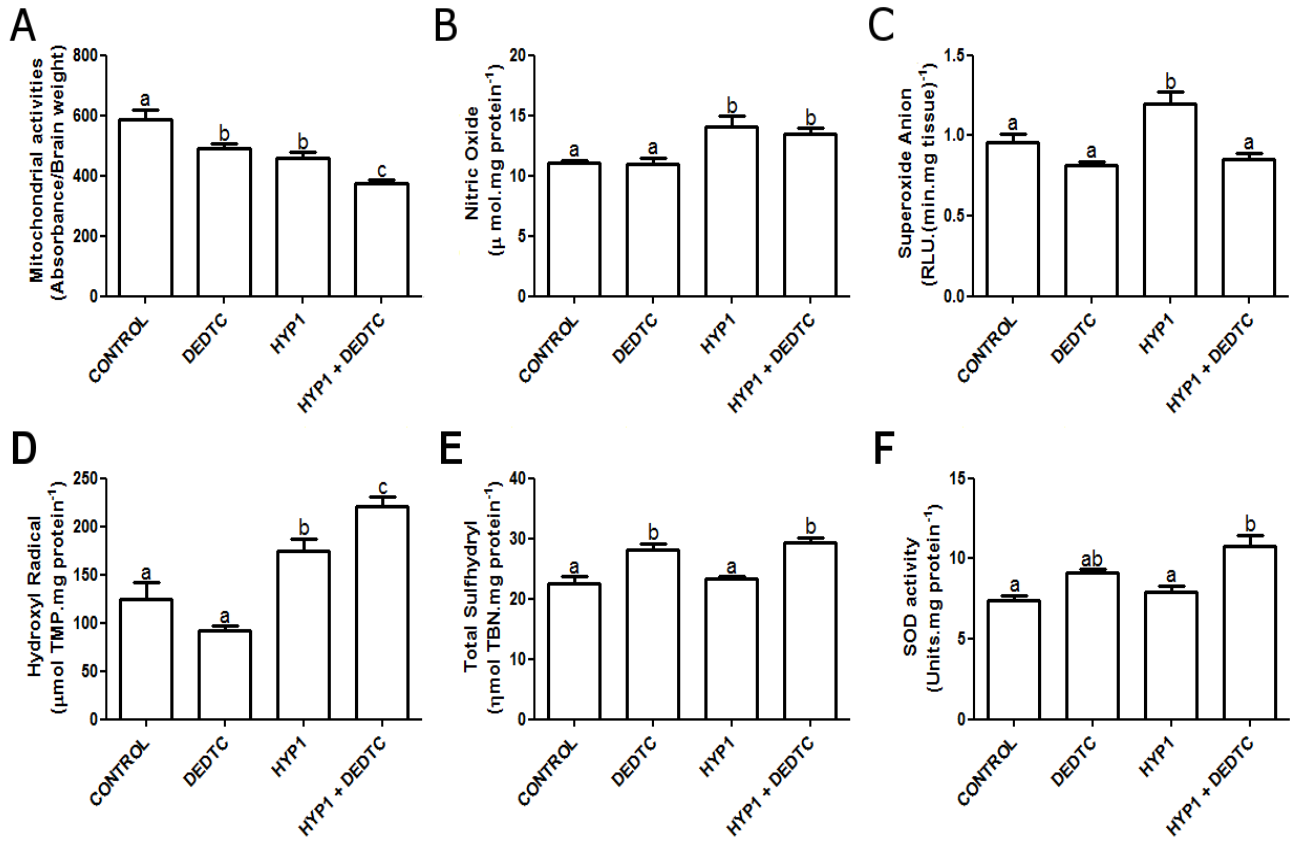 A
Mitochondrial activities
(Absorbance/Brain weight)
800
600
400
200
0
a
b
b
c
CONTROL
DEDTC
HYP1
HYP1 + DEDTC
B
Nitric Oxide
(μ mol.mg protein⁻¹)
20
15
10
5
0
a
a
b
b
CONTROL
DEDTC
HYP1
HYP1 + DEDTC
C
Superoxide Anion
(RLU.(min.mg tissue)⁻¹
1.5
1.0
0.5
0.0
a
a
b
a
CONTROL
DEDTC
HYP1
HYP1 + DEDTC
D
Hydroxyl Radical
(μmol TMP.mg protein⁻¹)
250
200
150
100
50
0
a
a
b
c
CONTROL
DEDTC
HYP1
HYP1 + DEDTC
E
Total Sulfhydryl
(ηmol TBN.mg protein⁻¹)
40
30
20
10
0
a
b
a
b
CONTROL
DEDTC
HYP1
HYP1 + DEDTC
F
SOD activity
(Units.mg protein⁻¹)
15
10
5
0
a
ab
a
b
CONTROL
DEDTC
HYP1
HYP1 + DEDTC